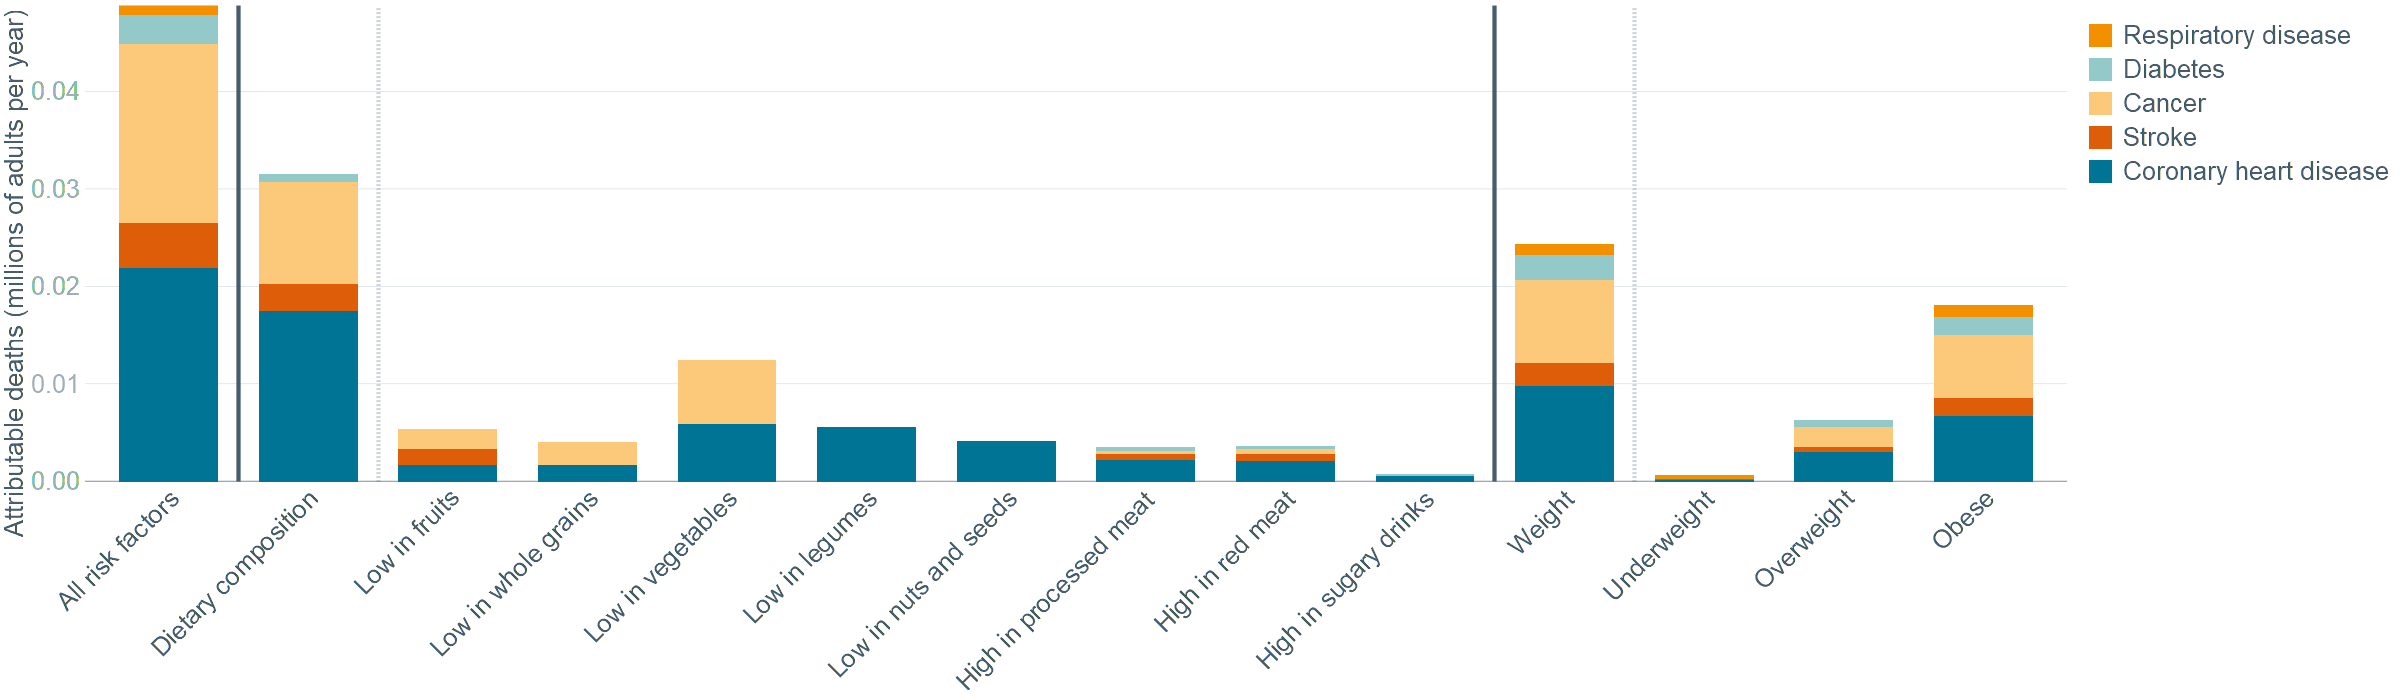 Attributable deaths (millions of adults per year)
0.04
0.03
0.02
0.01
0.00
All risk factors
Dietary composition
Low in fruits
Low in whole grains
Low in vegetables
Low in legumes
Low in nuts and seeds
High in processed meat
High in red meat
High in sugary drinks
Weight
Underweight
Overweight
Obese
Respiratory disease
Diabetes
Cancer
Stroke
Coronary heart disease